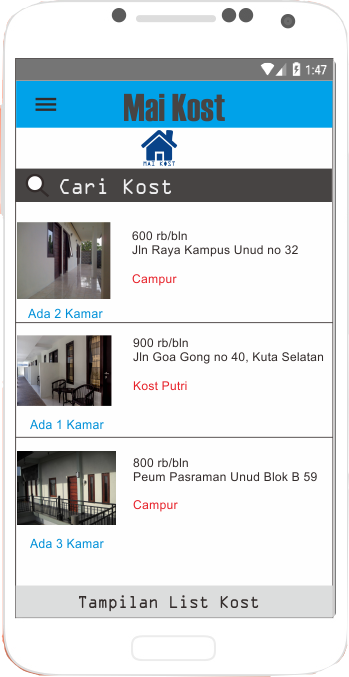 1:47
Mai Kost
MAI KOST
Cari Kost
600 rb/bln
Jln Raya Kampus Unud no 32
Campur
Ada 2 Kamar
900 rb/bln
Jln Goa Gong no 40, Kuta Selatan
Kost Putri
Ada 1 Kamar
800 rb/bln
Peum Pasraman Unud Blok B 59
Campur
Ada 3 Kamar
Tampilan List Kost